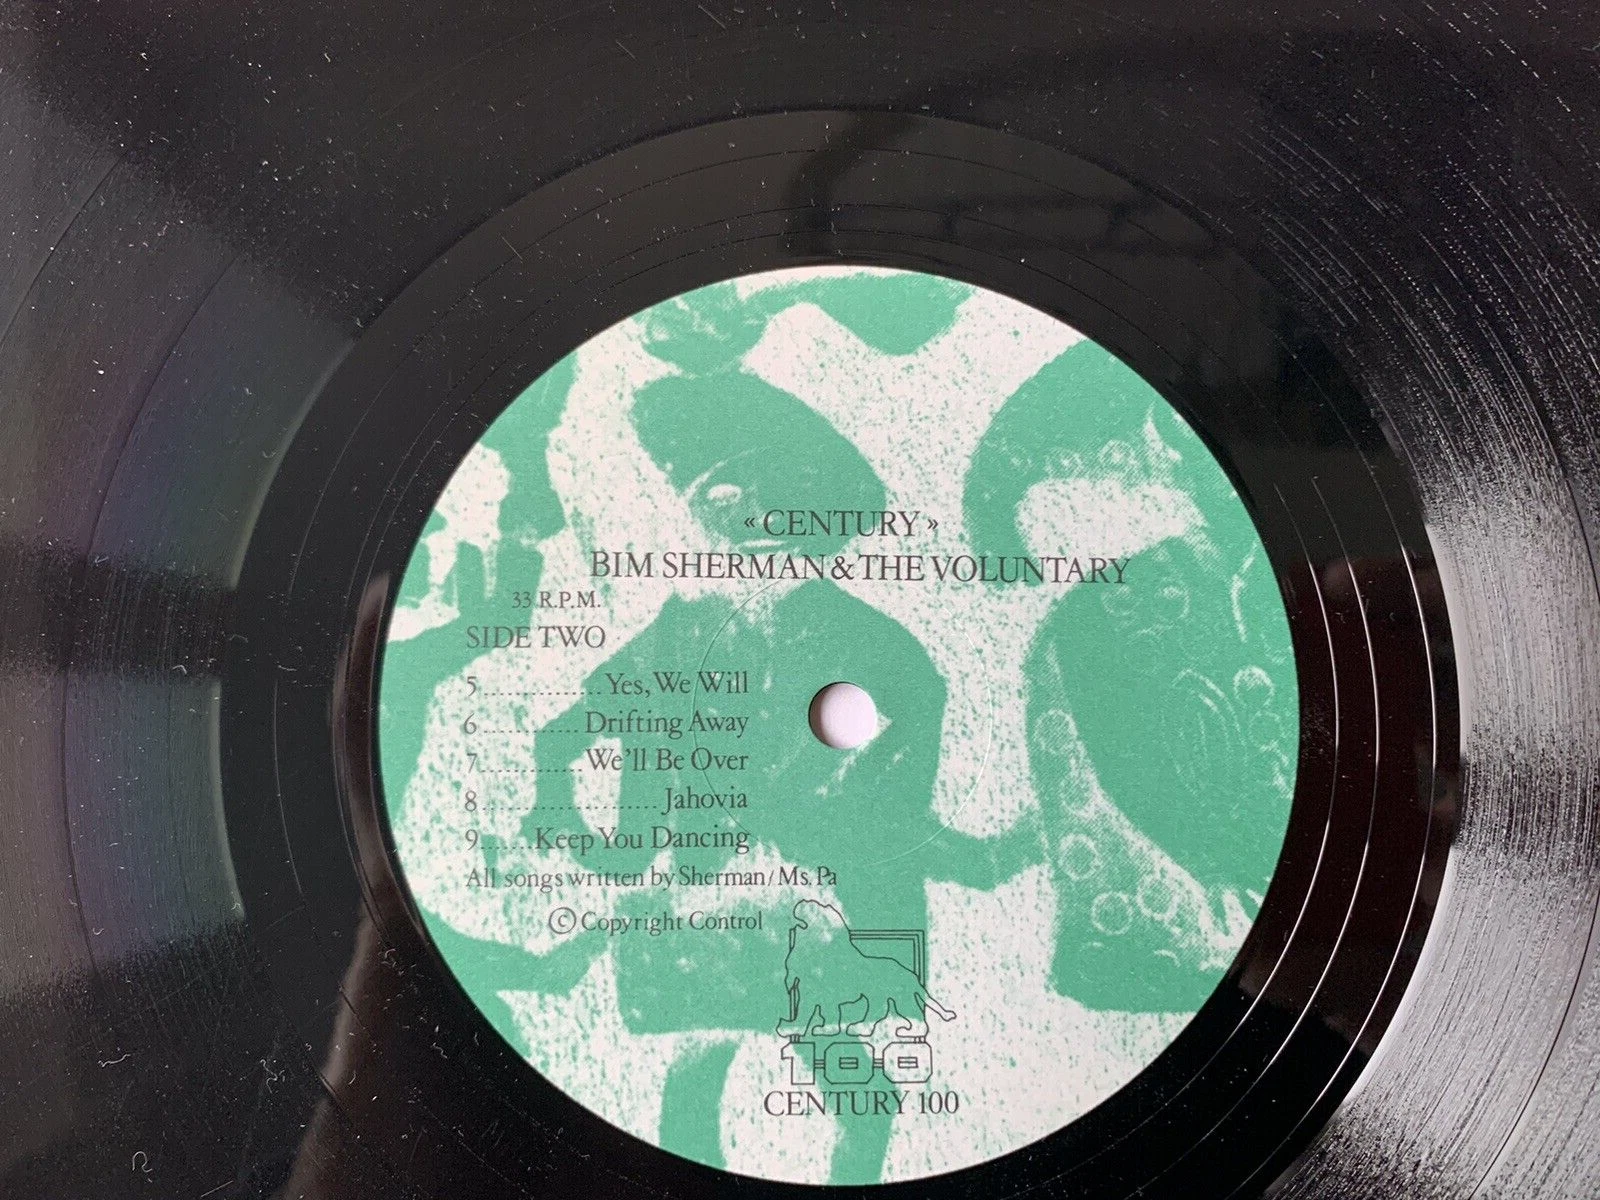 « CENTURY »
BIM SHERMAN & THE VOLUNTARY
33 R.P.M.
SIDE TWO
5...............Yes, We Will
6............Drifting Away
7.............We'll Be Over
8......................Jahovia
9.......Keep You Dancing
All songs written by Sherman/Ms. Pa
© Copyright Control
100
CENTURY 100